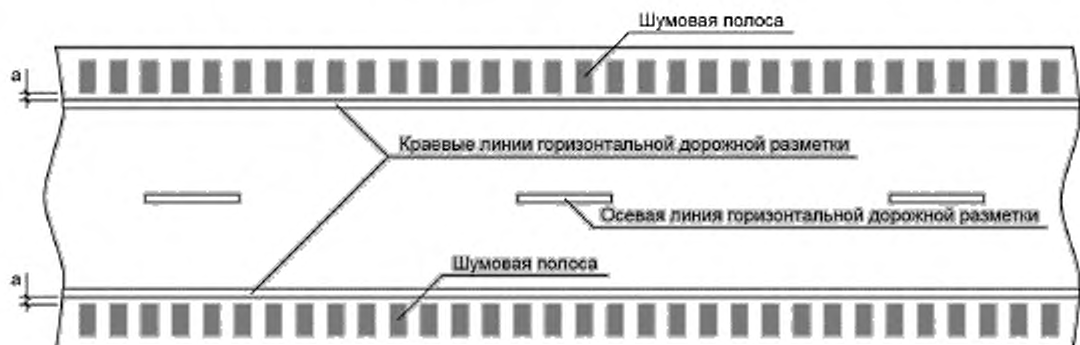 Шумовая полоса
а
Краевые линии горизонтальной дорожной разметки
Осевая линия горизонтальной дорожной разметки
Шумовая полоса
а